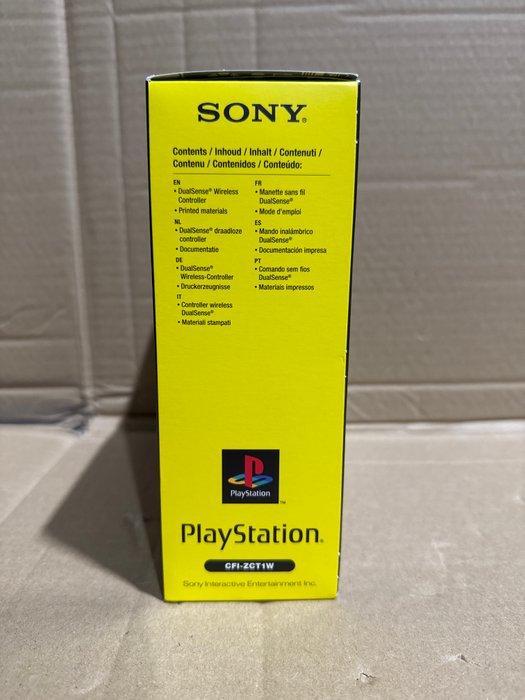 SONY®
Contents / Inhoud / Inhalt / Contenuti /
Contenu / Contenidos / Conteúdo:
EN
• DualSense® Wireless
Controller
• Printed materials
NL
• DualSense® draadloze
controller
• Documentatie
DE
• DualSense®
Wireless-Controller
• Druckerzeugnisse
IT
• Controller wireless
DualSense®
• Materiali stampati
FR
• Manette sans fil
DualSense®
• Mode d'emploi
ES
• Mando inalámbrico
DualSense®
• Documentación impresa
PT
• Comando sem fios
DualSense®
• Materiais impressos
PlayStation
™
PlayStation®
CFI-ZCT1W
Sony Interactive Entertainment Inc.